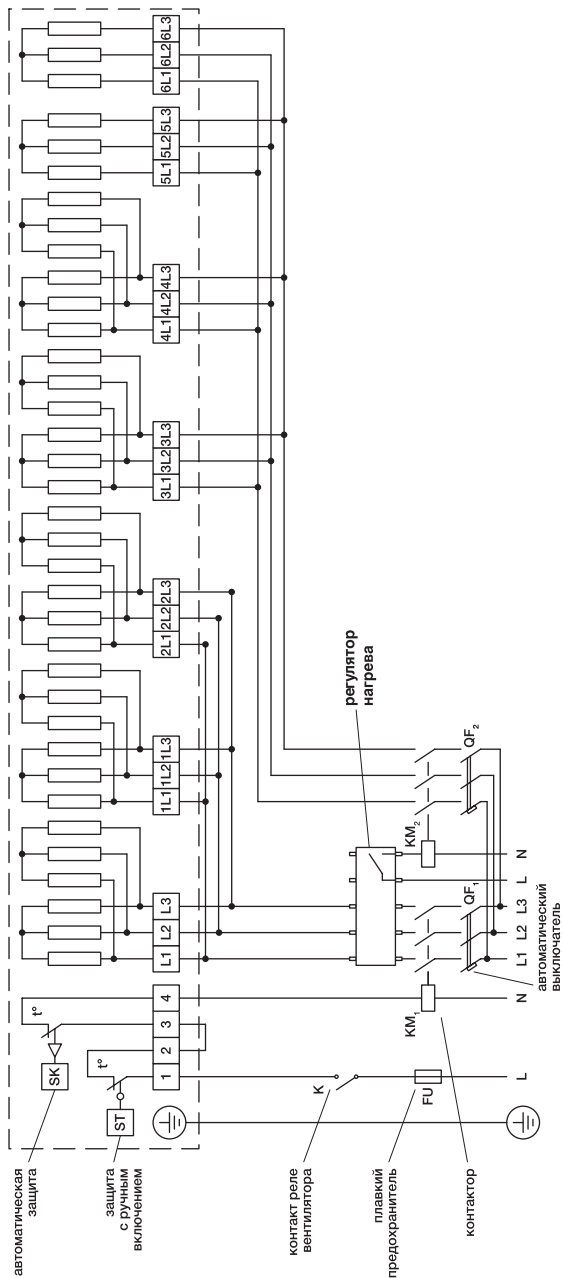 6L1 6L2 6L3
5L1 5L2 5L3
4L1 4L2 4L3
3L1 3L2 3L3
2L1 2L2 2L3
1L1 1L2 1L3
L1 L2 L3
1 2 3 4
t°
SK
t°
ST
автоматическая
защита
защита
с ручным
включением
регулятор
нагрева
K
контакт реле
вентилятора
FU
плавкий
предохранитель
KM1
контактор
KM2
QF1
автоматический
выключатель
QF2
L
N
L1
L2
L3
L
N